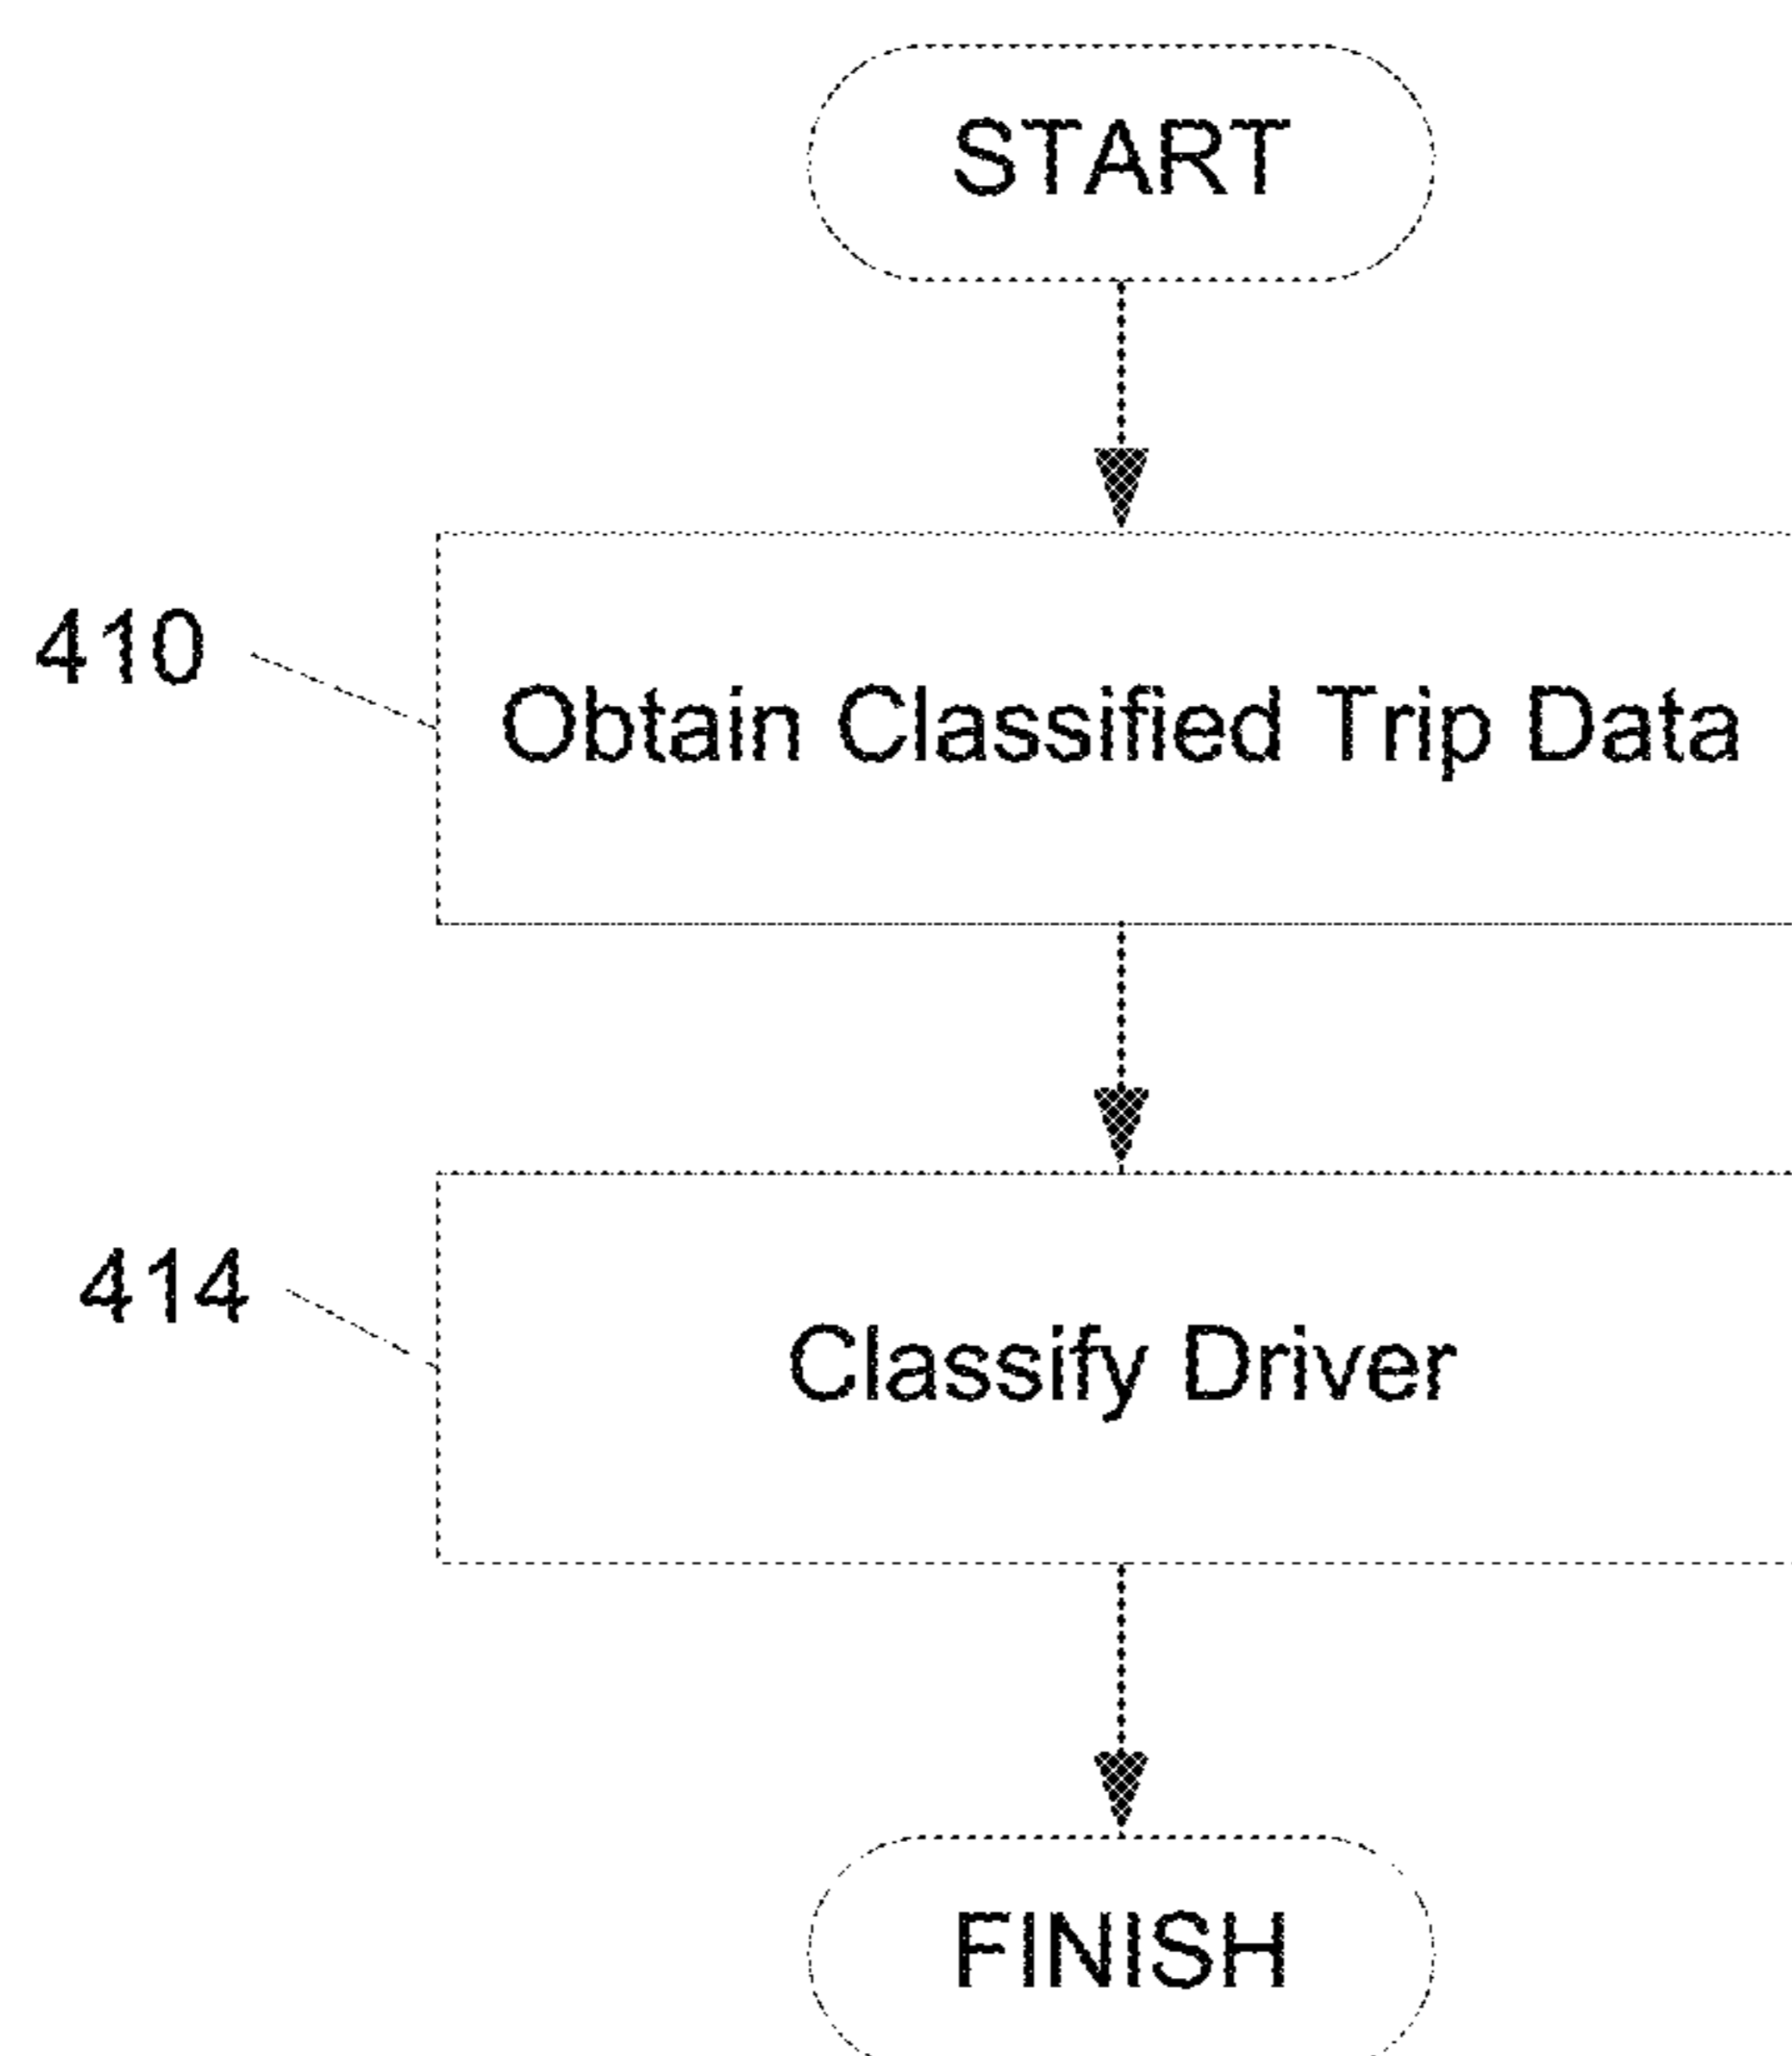 START
410
Obtain Classified Trip Data
414
Classify Driver
FINISH